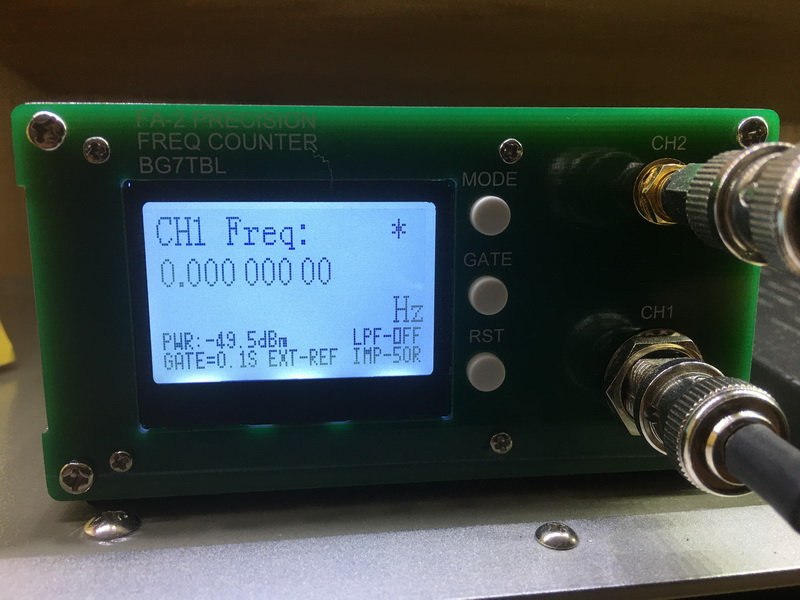 FA-2 PRECISION
FREQ COUNTER
BG7TBL
CH1 Freq: *
0.000 000 00
Hz
PWR:-49.5dBm LPF-OFF
GATE=0.1S EXT-REF IMP-50R
MODE
GATE
RST
CH2
CH1